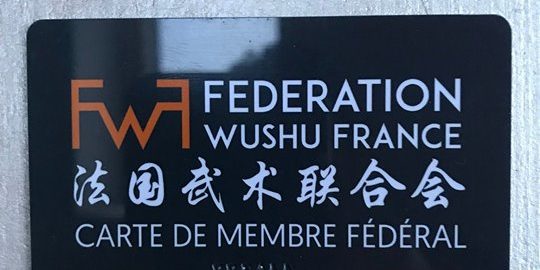 FWF FEDERATION
WUSHU FRANCE
法国武术联合会
CARTE DE MEMBRE FÉDÉRAL